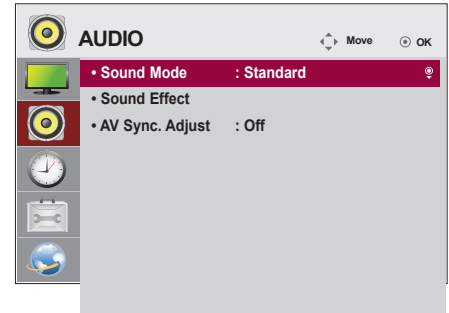 AUDIO
Move
OK
• Sound Mode : Standard
• Sound Effect
• AV Sync. Adjust : Off